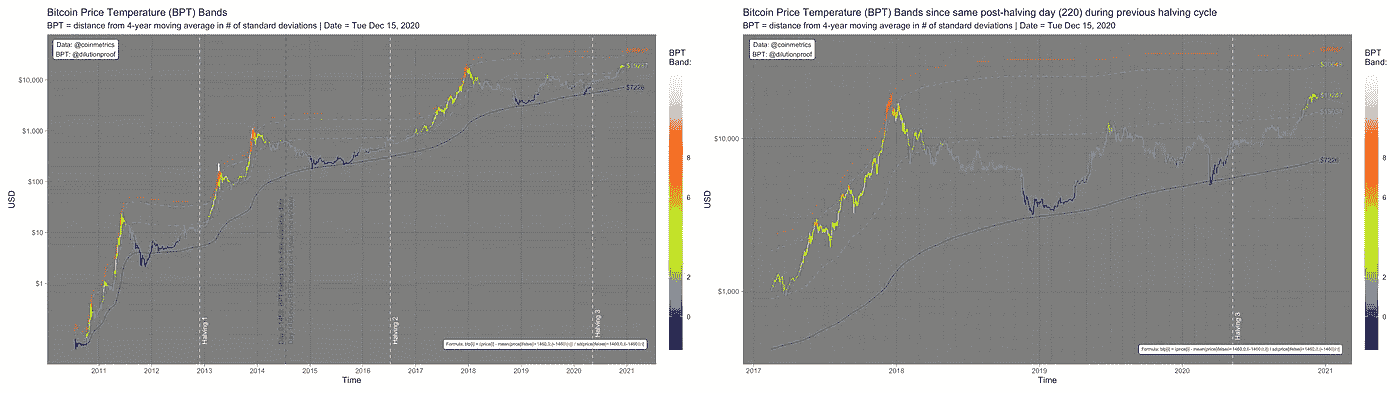 Bitcoin Price Temperature (BPT) Bands
BPT = distance from 4-year moving average in # of standard deviations | Date = Tue Dec 15, 2020
Data: @coinmetrics
BPT: @dilutionproof
USD
$10,000
$1,000
$100
$10
$1
$7226
Halving 1
Halving 2
Halving 3
2011
2012
2013
2014
2015
2016
2017
2018
2019
2020
2021
Time
BPT
Band:
8
6
2
0
Bitcoin Price Temperature (BPT) Bands since same post-halving day (220) during previous halving cycle
BPT = distance from 4-year moving average in # of standard deviations | Date = Tue Dec 15, 2020
Data: @coinmetrics
BPT: @dilutionproof
USD
$10,000
$1,000
$7226
Halving 3
2017
2018
2019
2020
2021
Time
BPT
Band:
8
6
2
0